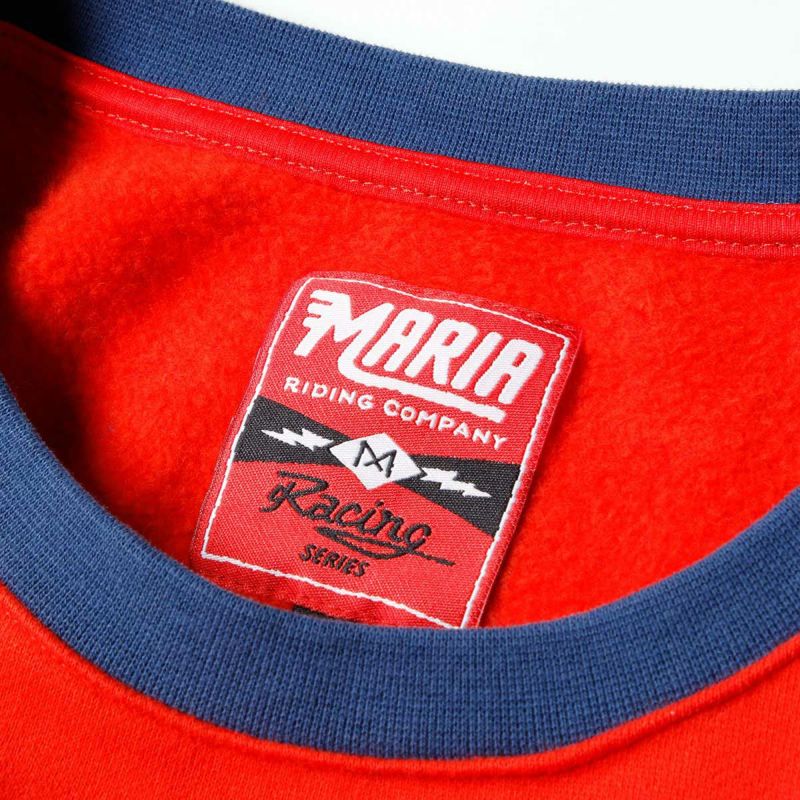 MARIA
RIDING COMPANY
M
Racing
SERIES